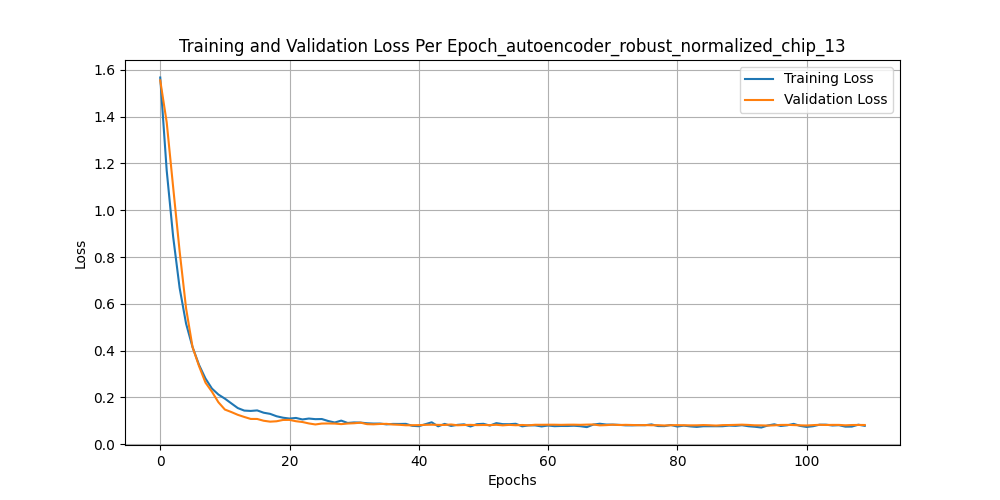 Training and Validation Loss Per Epoch_autoencoder_robust_normalized_chip_13
Training Loss
Validation Loss
Loss
1.6
1.4
1.2
1.0
0.8
0.6
0.4
0.2
0.0
0 20 40 60 80 100
Epochs